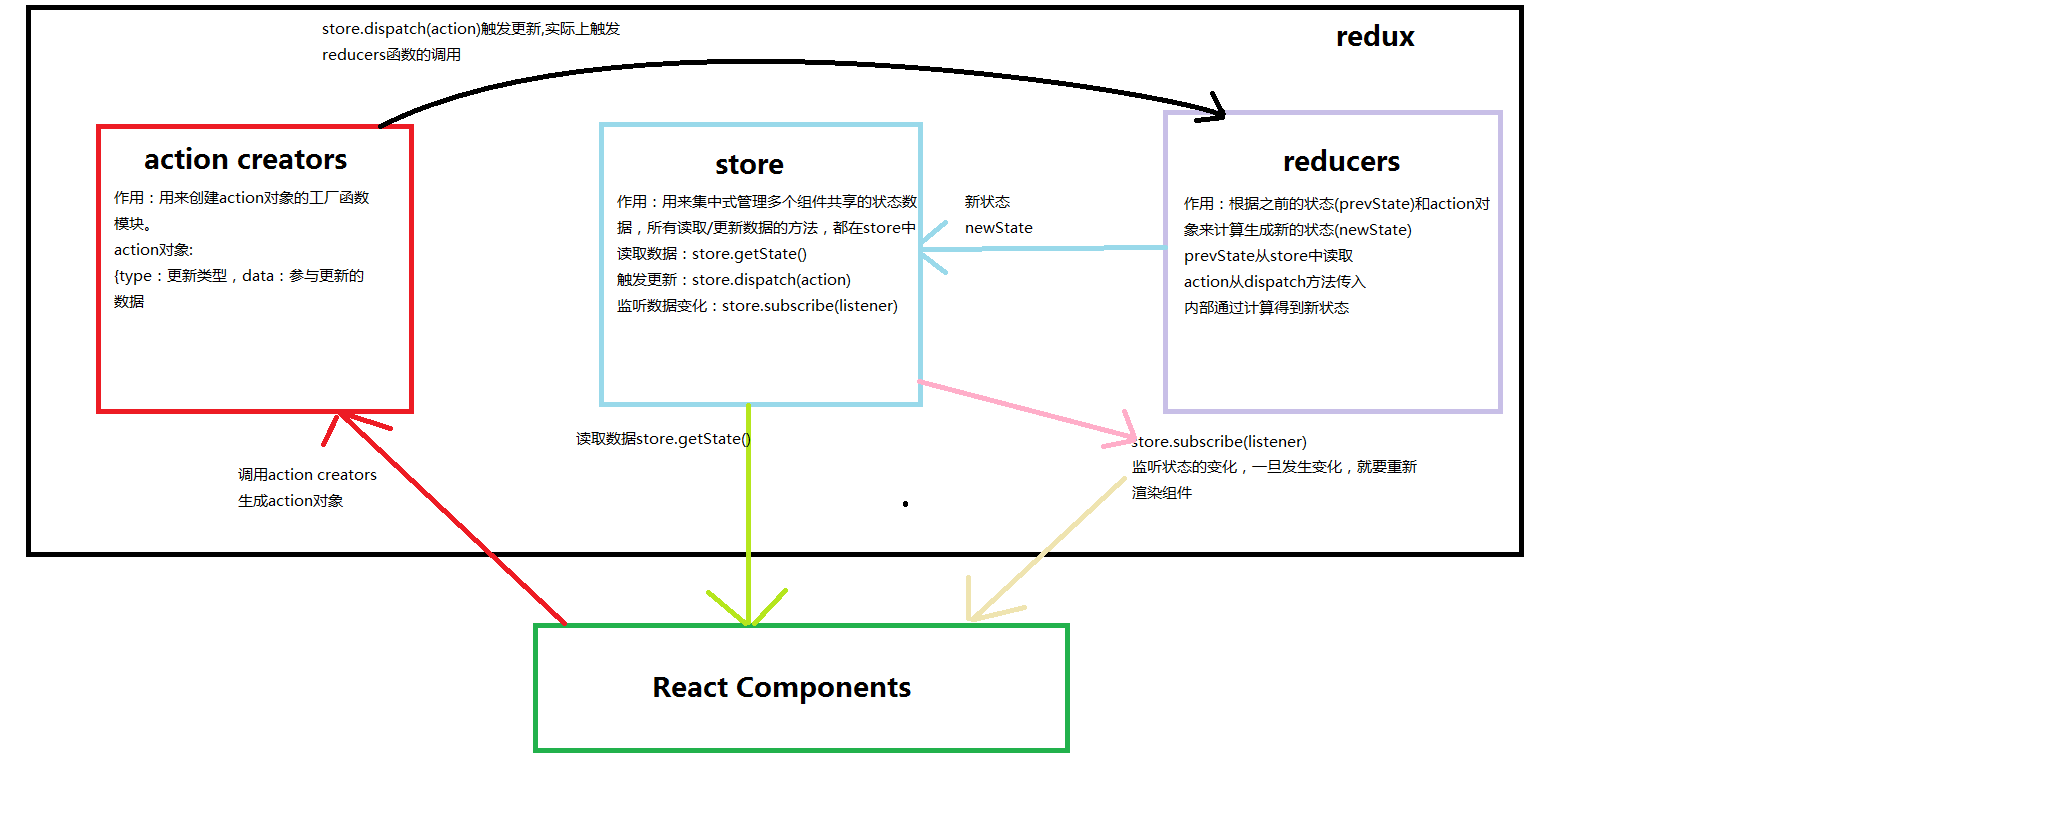 store.dispatch(action)触发更新,实际上触发
reducers函数的调用
redux
action creators
作用：用来创建action对象的工厂函数
模块。
action对象:
{type：更新类型，data：参与更新的
数据
store
作用：用来集中式管理多个组件共享的状态数
据，所有读取/更新数据的方法，都在store中
读取数据：store.getState()
触发更新：store.dispatch(action)
监听数据变化：store.subscribe(listener)
新状态
newState
reducers
作用：根据之前的状态(prevState)和action对
象来计算生成新的状态(newState)
prevState从store中读取
action从dispatch方法传入
内部通过计算得到新状态
调用action creators
生成action对象
读取数据store.getState()
store.subscribe(listener)
监听状态的变化，一旦发生变化，就要重新
渲染组件
React Components